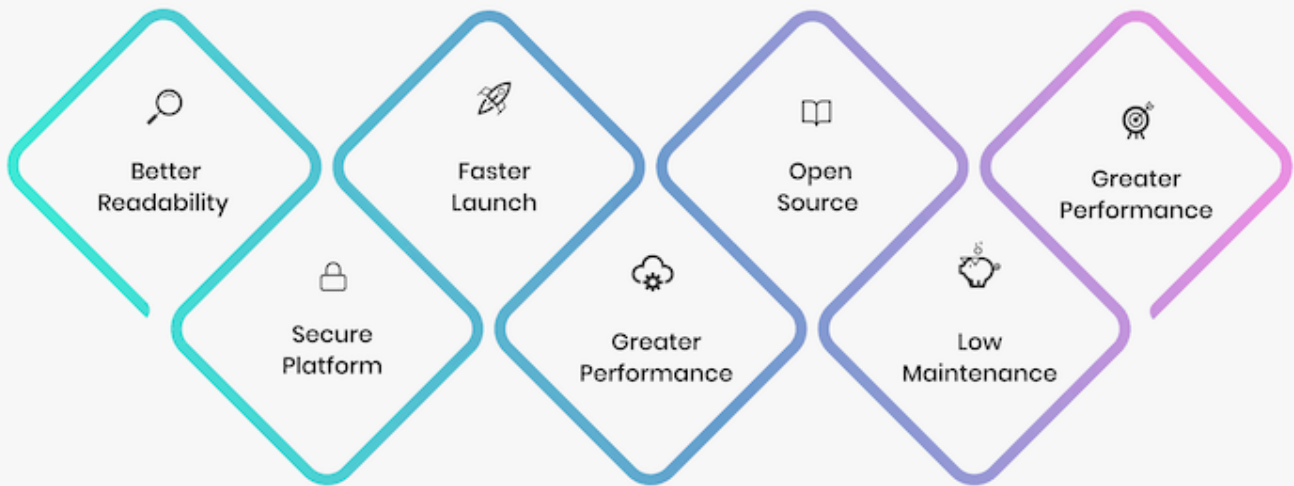 Better
Readability
Secure
Platform
Faster
Launch
Greater
Performance
Open
Source
Low
Maintenance
Greater
Performance